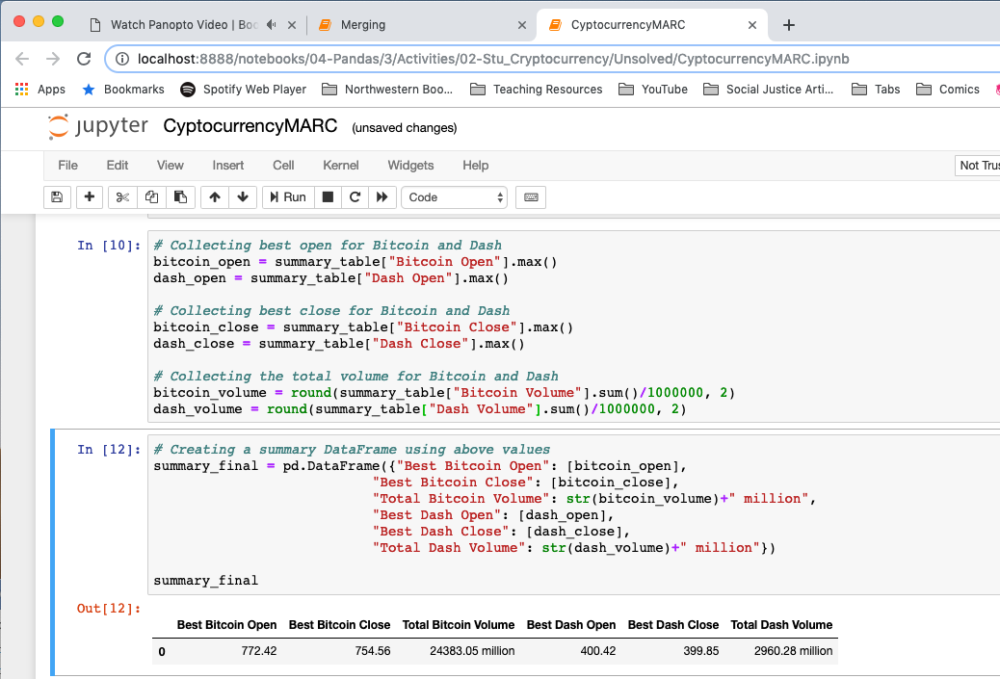 Watch Panopto Video | Boo
Merging
CyptocurrencyMARC
localhost:8888/notebooks/04-Pandas/3/Activities/02-Stu_Cryptocurrency/Unsolved/CyptocurrencyMARC.ipynb
Apps Bookmarks Spotify Web Player Northwestern Boo... Teaching Resources YouTube Social Justice Arti... Tabs Comics
jupyter CyptocurrencyMARC (unsaved changes)
File Edit View Insert Cell Kernel Widgets Help Not Trus
Run Code
In [10]: # Collecting best open for Bitcoin and Dash
bitcoin_open = summary_table["Bitcoin Open"].max()
dash_open = summary_table["Dash Open"].max()
# Collecting best close for Bitcoin and Dash
bitcoin_close = summary_table["Bitcoin Close"].max()
dash_close = summary_table["Dash Close"].max()
# Collecting the total volume for Bitcoin and Dash
bitcoin_volume = round(summary_table["Bitcoin Volume"].sum()/1000000, 2)
dash_volume = round(summary_table["Dash Volume"].sum()/1000000, 2)
In [12]: # Creating a summary DataFrame using above values
summary_final = pd.DataFrame({"Best Bitcoin Open": [bitcoin_open],
"Best Bitcoin Close": [bitcoin_close],
"Total Bitcoin Volume": str(bitcoin_volume)+" million",
"Best Dash Open": [dash_open],
"Best Dash Close": [dash_close],
"Total Dash Volume": str(dash_volume)+" million"})
summary_final
Out[12]:
Best Bitcoin Open Best Bitcoin Close Total Bitcoin Volume Best Dash Open Best Dash Close Total Dash Volume
0 772.42 754.56 24383.05 million 400.42 399.85 2960.28 million